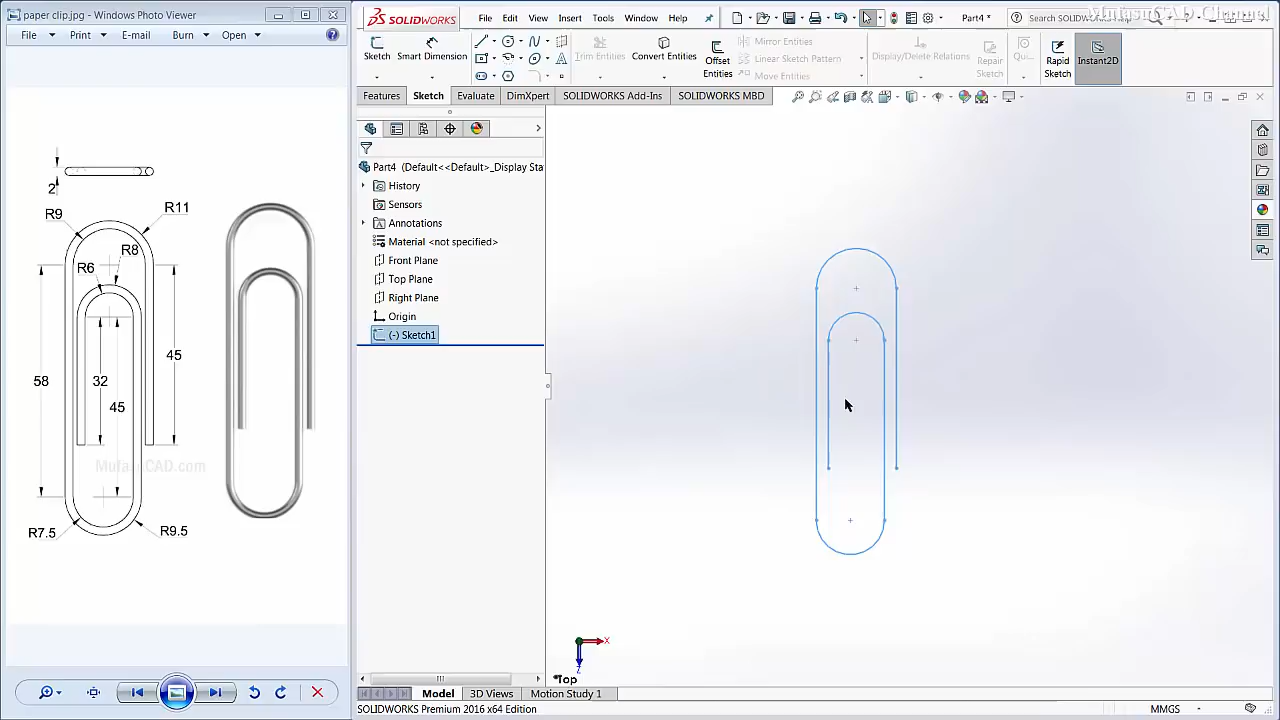 paper clip.jpg - Windows Photo Viewer
File Print E-mail Burn Open
2
R9
R11
R8
R6
58
32
45
45
MufasuCAD.com
R7.5
R9.5
SOLIDWORKS
File Edit View Insert Tools Window Help
Part4 *
Search SOLIDWORKS
MufasuCAD Channel
Sketch
Smart Dimension
Trim Entities
Convert Entities
Offset Entities
Mirror Entities
Linear Sketch Pattern
Move Entities
Display/Delete Relations
Repair Sketch
Qui...
Rapid Sketch
Instant2D
Features Sketch Evaluate DimXpert SOLIDWORKS Add-Ins SOLIDWORKS MBD
Part4 (Default<<Default>_Display Sta
History
Sensors
Annotations
Material <not specified>
Front Plane
Top Plane
Right Plane
Origin
(-) Sketch1
X
Z
*Top
Model 3D Views Motion Study 1
SOLIDWORKS Premium 2016 x64 Edition
MMGS